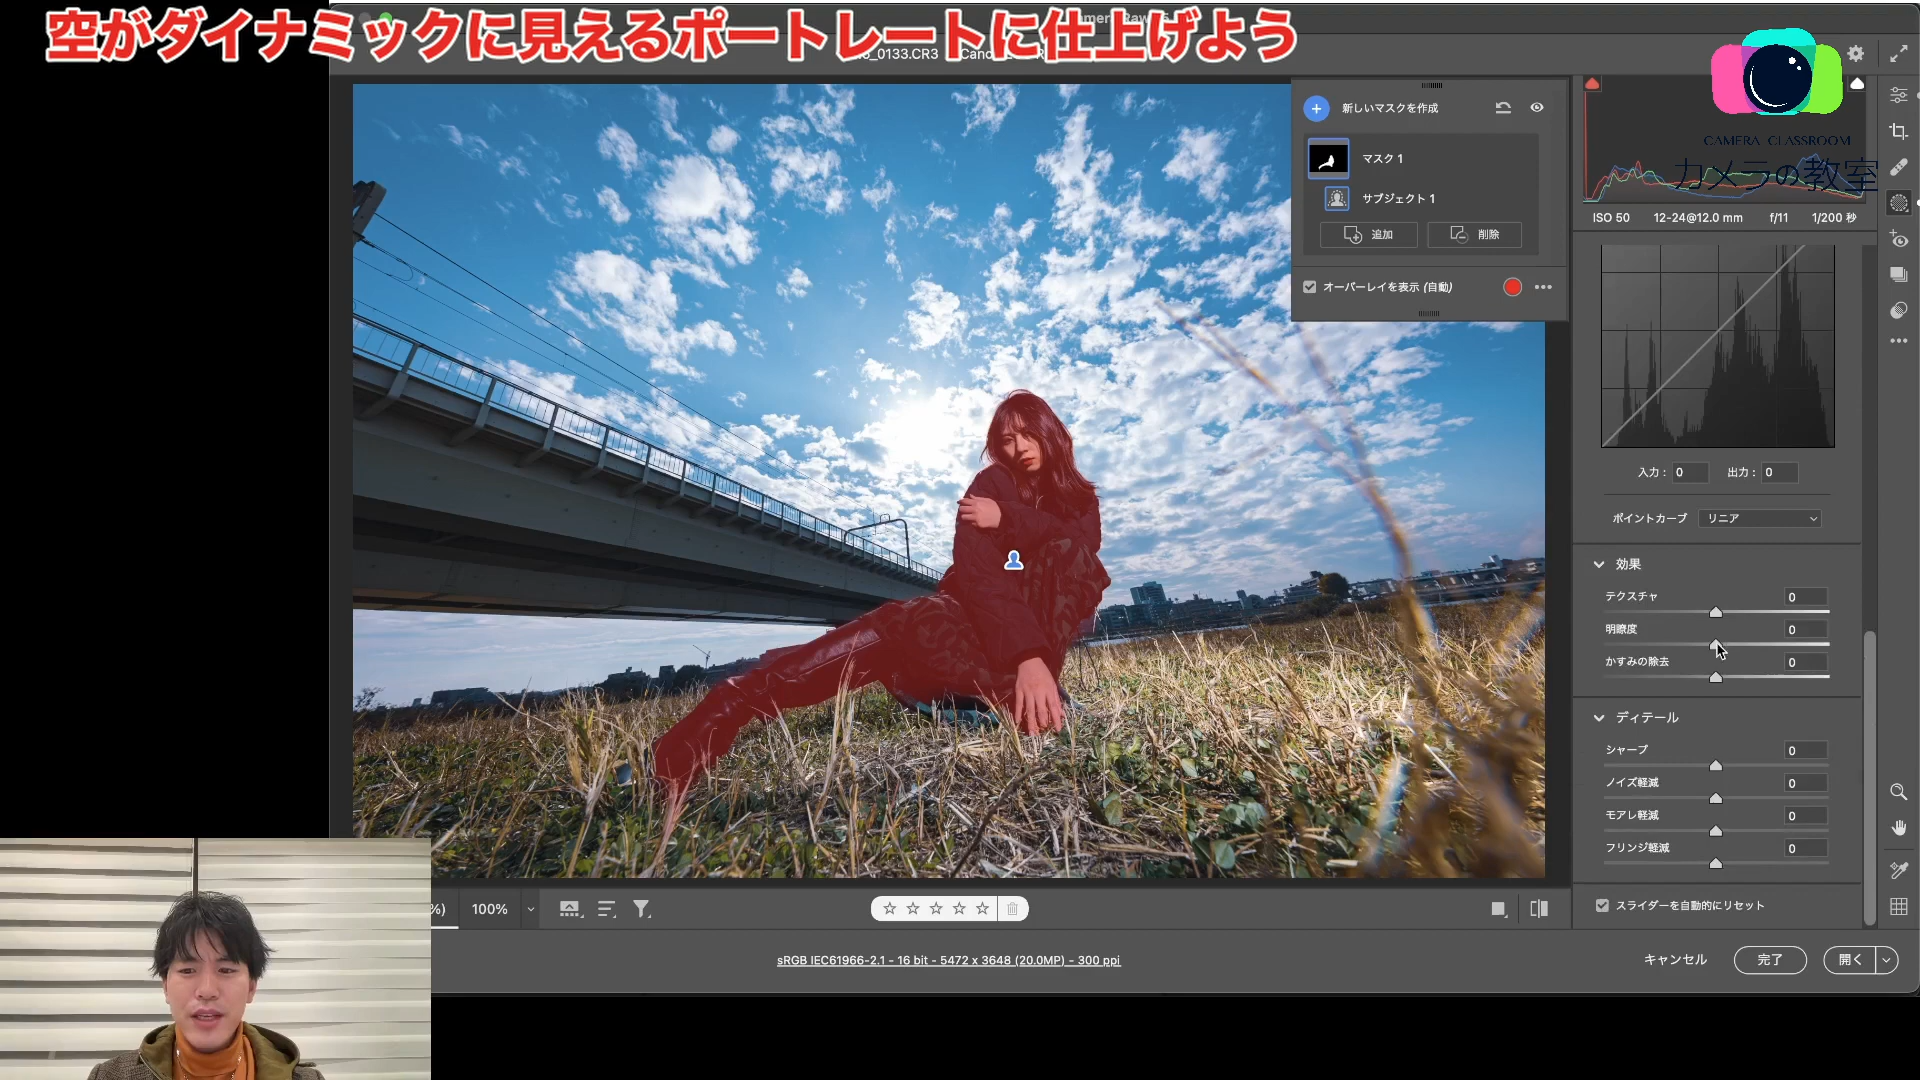 空がダイナミックに見えるポートレートに仕上げよう
_0133.CR3
CAMERA CLASSROOM
カメラの教室
新しいマスクを作成
マスク 1
サブジェクト 1
追加
削除
オーバーレイを表示 (自動)
ISO 50 12-24@12.0 mm f/11 1/200 秒
入力 : 0 出力 : 0
ポイントカーブ リニア
効果
テクスチャ 0
明瞭度 0
かすみの除去 0
ディテール
シャープ 0
ノイズ軽減 0
モアレ軽減 0
フリンジ軽減 0
スライダーを自動的にリセット
%) 100%
sRGB IEC61966-2.1 - 16 bit - 5472 x 3648 (20.0MP) - 300 ppi
キャンセル 完了 開く